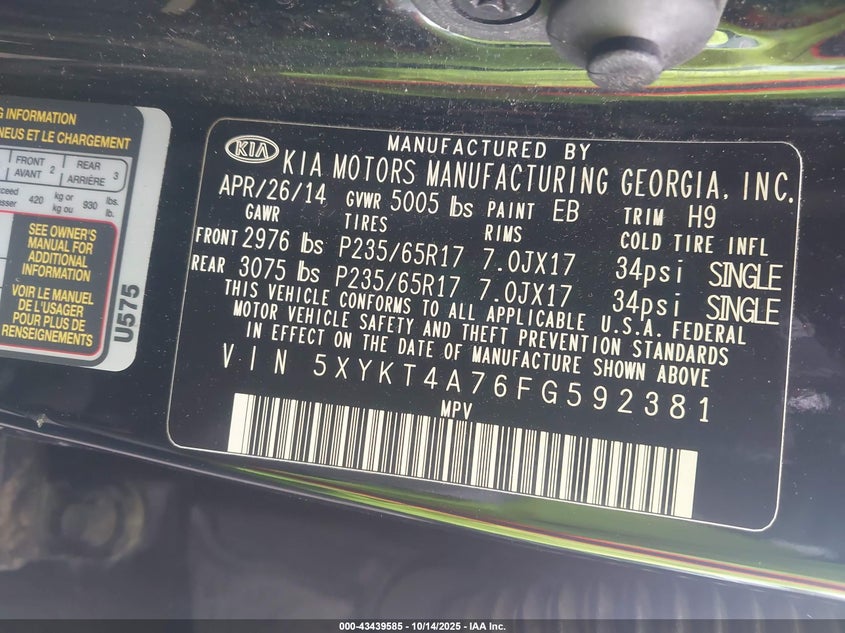 G INFORMATION
NEUS ET LE CHARGEMENT
FRONT 2 REAR 3
AVANT ARRIÈRE
420 kg or 930 lbs.
kg ou lb.
SEE OWNER'S
MANUAL FOR
ADDITIONAL
INFORMATION
VOIR LE MANUEL
DE L'USAGER
POUR PLUS DE
RENSEIGNEMENTS
U575
KIA
MANUFACTURED BY
KIA MOTORS MANUFACTURING GEORGIA, INC.
APR/26/14 GVWR 5005 lbs PAINT EB TRIM H9
GAWR TIRES RIMS COLD TIRE INFL
FRONT 2976 lbs P235/65R17 7.0JX17 34psi SINGLE
REAR 3075 lbs P235/65R17 7.0JX17 34psi SINGLE
THIS VEHICLE CONFORMS TO ALL APPLICABLE U.S.A. FEDERAL
MOTOR VEHICLE SAFETY AND THEFT PREVENTION STANDARDS
IN EFFECT ON THE DATE OF MANUFACTURE SHOWN ABOVE
VIN 5XYKT4A76FG592381
MPV
000-43439585 - 10/14/2025 - IAA Inc.